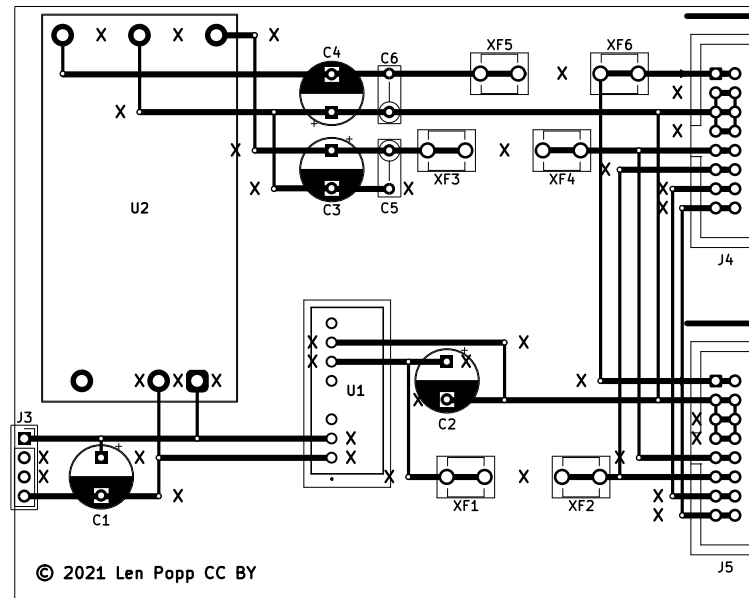 X X
C4 C6 XF5 XF6
X
X
X
+
+
X X
XF3 XF4
X
X X
X
U2 C3 C5
X
J4
X X
X + X
X X X
X U1
X
J3 C2 X
X X
+
X X X X
X X X X
X X
C1 XF1 XF2
X
J5
© 2021 Len Popp CC BY